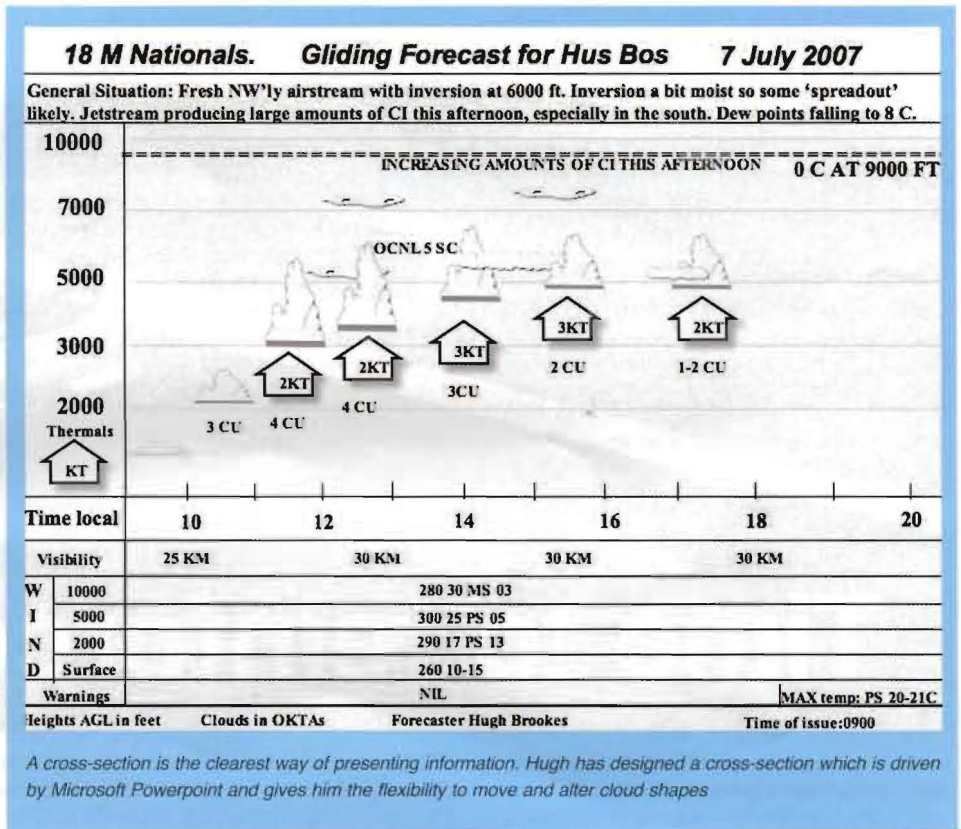 18 M Nationals. Gliding Forecast for Hus Bos 7 July 2007
General Situation: Fresh NW'ly airstream with inversion at 6000 ft. Inversion a bit moist so some 'spreadout'
likely. Jetstream producing large amounts of CI this afternoon, especially in the south. Dew points falling to 8 C.
10000
INCREASING AMOUNTS OF CI THIS AFTERNOON 0 C AT 9000 FT
7000
OCNL 5 SC
5000
3KT 2KT
3000
2KT 2KT 3KT
2 CU 1-2 CU
3CU
2000
3 CU 4 CU 4 CU
Thermals
KT
Time local 10 12 14 16 18 20
Visibility 25 KM 30 KM 30 KM 30 KM
W 10000 280 30 MS 03
I 5000 300 25 PS 05
N 2000 290 17 PS 13
D Surface 260 10-15
Warnings NIL MAX temp: PS 20-21C
Heights AGL in feet Clouds in OKTAs Forecaster Hugh Brookes Time of issue:0900
A cross-section is the clearest way of presenting information. Hugh has designed a cross-section which is driven
by Microsoft Powerpoint and gives him the flexibility to move and alter cloud shapes